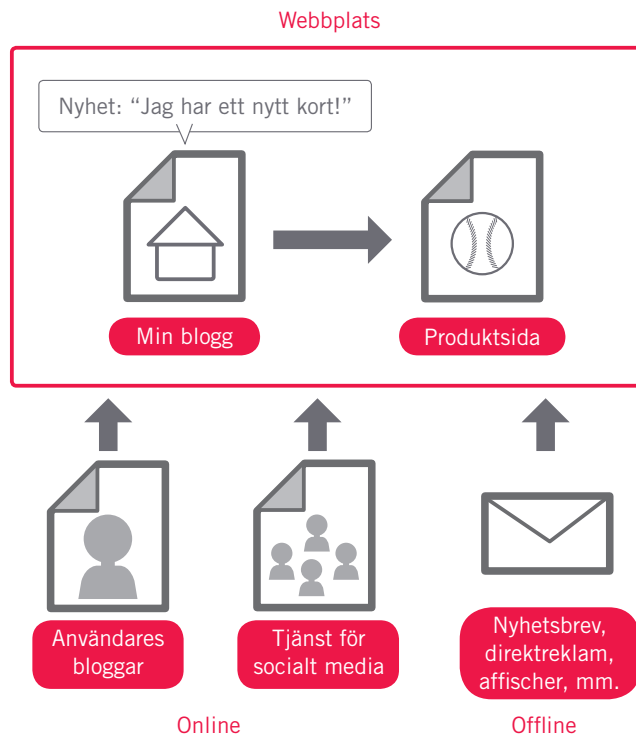 Webbplats
Nyhet: “Jag har ett nytt kort!”
Min blogg
Produktsida
Användares
bloggar
Tjänst för
socialt media
Nyhetsbrev,
direktreklam,
affischer, mm.
Online
Offline